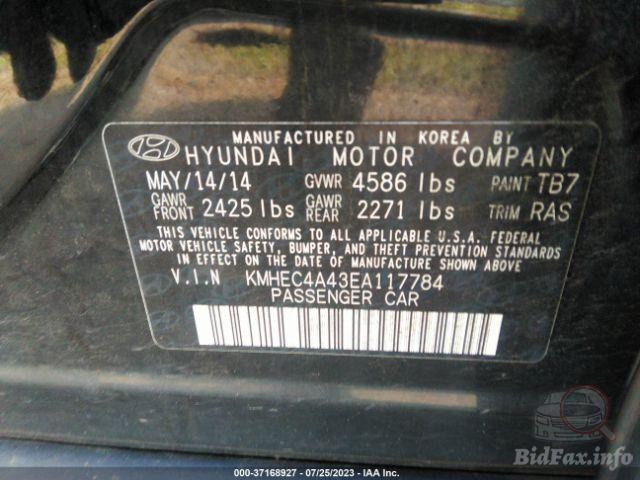 MANUFACTURED IN KOREA BY
HYUNDAI MOTOR COMPANY
MAY/14/14 GVWR 4586 lbs PAINT TB7
GAWR FRONT 2425 lbs GAWR REAR 2271 lbs TRIM RAS
THIS VEHICLE CONFORMS TO ALL APPLICABLE U.S.A. FEDERAL
MOTOR VEHICLE SAFETY, BUMPER, AND THEFT PREVENTION STANDARDS
IN EFFECT ON THE DATE OF MANUFACTURE SHOWN ABOVE
V.I.N KMHEC4A43EA117784
PASSENGER CAR
BidFax.info
000-37168927 - 07/25/2023 - IAA Inc.